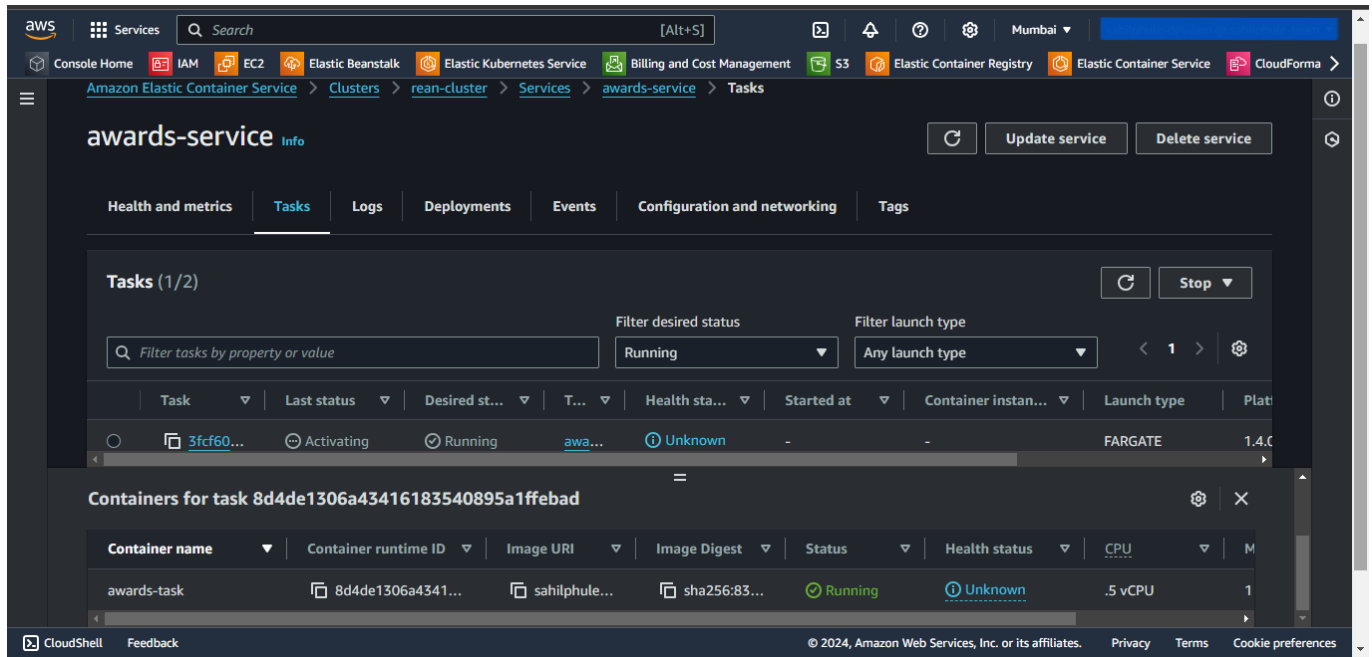 aws Services Search [Alt+S] Mumbai
Console Home IAM EC2 Elastic Beanstalk Elastic Kubernetes Service Billing and Cost Management S3 Elastic Container Registry Elastic Container Service CloudForma
Amazon Elastic Container Service > Clusters > rean-cluster > Services > awards-service > Tasks
awards-service Info Update service Delete service
Health and metrics Tasks Logs Deployments Events Configuration and networking Tags
Tasks (1/2) Stop
Filter desired status Filter launch type
Filter tasks by property or value Running Any launch type 1
Task Last status Desired st... T... Health sta... Started at Container instan... Launch type Platf
3fcf60... Activating Running awa... Unknown - - FARGATE 1.4.0
Containers for task 8d4de1306a43416183540895a1ffebad
Container name Container runtime ID Image URI Image Digest Status Health status CPU M
awards-task 8d4de1306a4341... sahilphule... sha256:83... Running Unknown .5 vCPU 1
CloudShell Feedback © 2024, Amazon Web Services, Inc. or its affiliates. Privacy Terms Cookie preferences